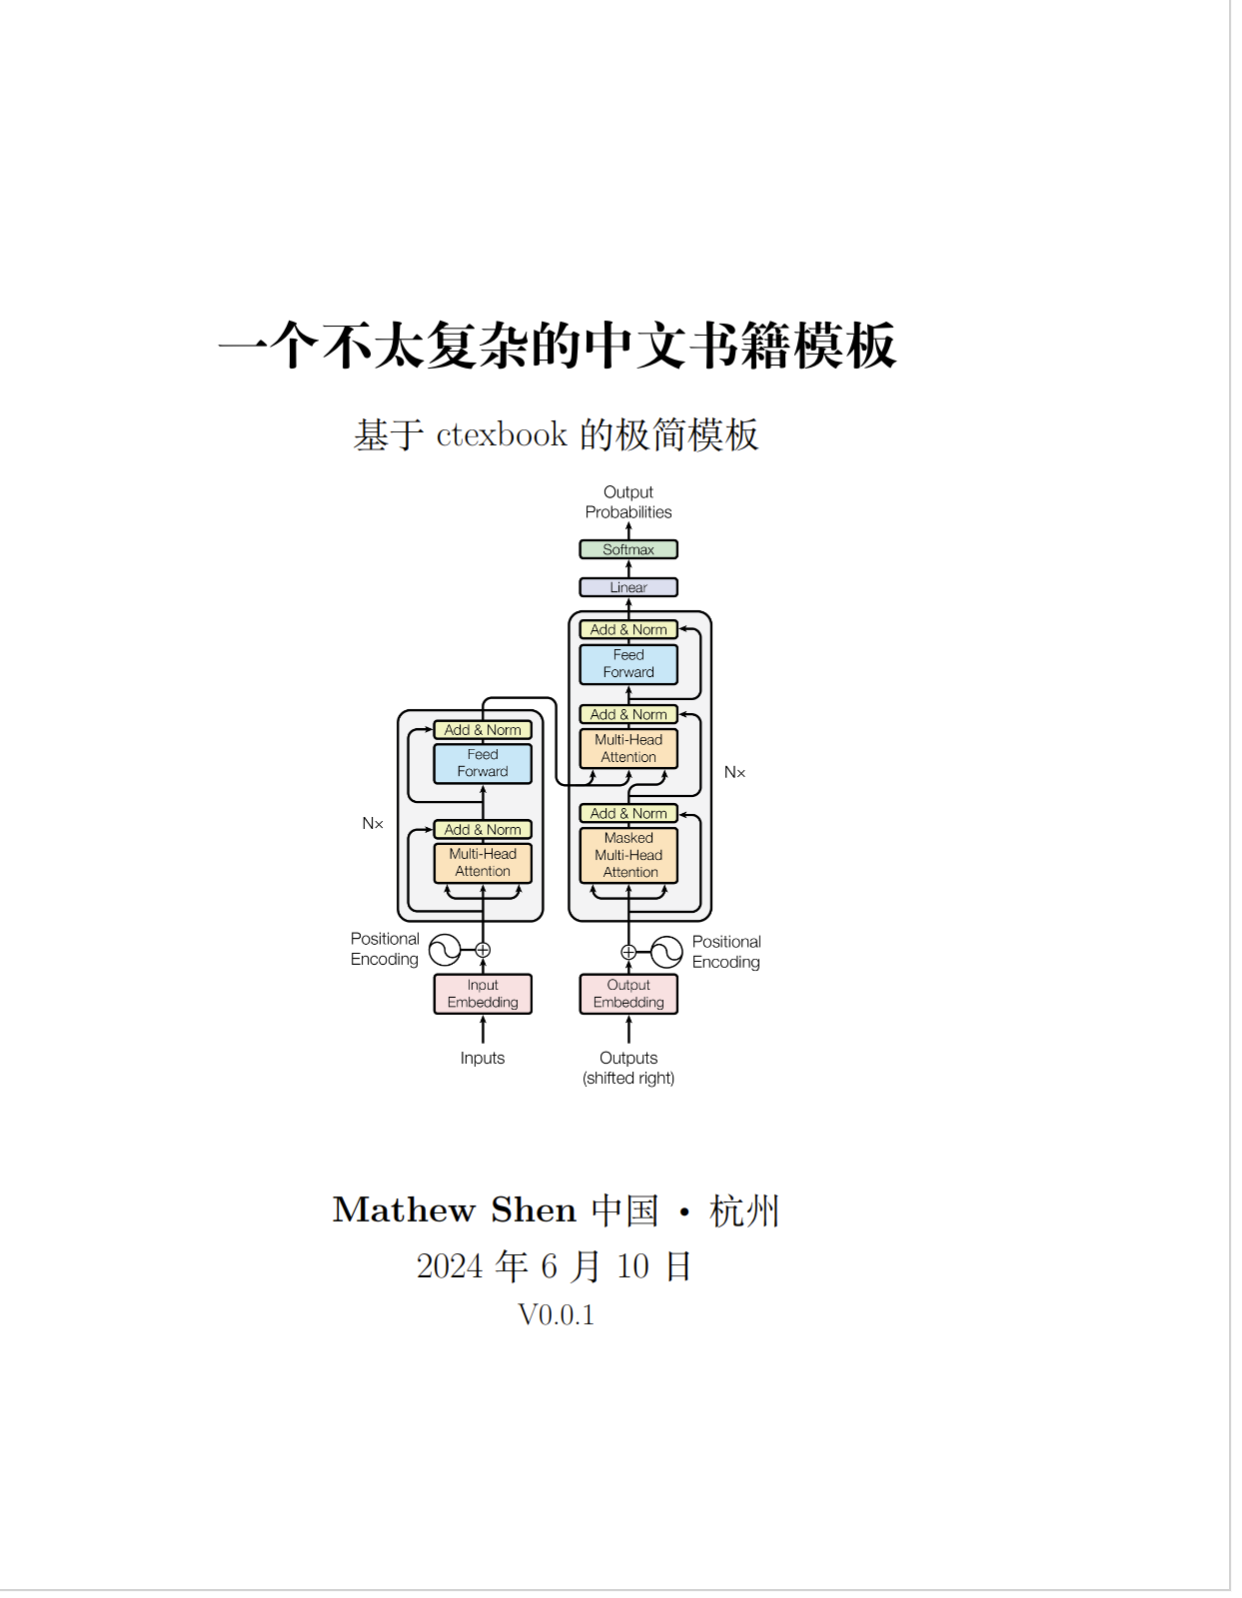 一个不太复杂的中文书籍模板
基于 ctexbook 的极简模板
Output
Probabilities
Softmax
Linear
Add & Norm
Feed
Forward
Add & Norm
Multi-Head
Attention
Nx
Add & Norm
Masked
Multi-Head
Attention
Add & Norm
Feed
Forward
Nx
Add & Norm
Multi-Head
Attention
Positional
Encoding
Positional
Encoding
Input
Embedding
Output
Embedding
Inputs
Outputs
(shifted right)
Mathew Shen 中国 • 杭州
2024 年 6 月 10 日
V0.0.1